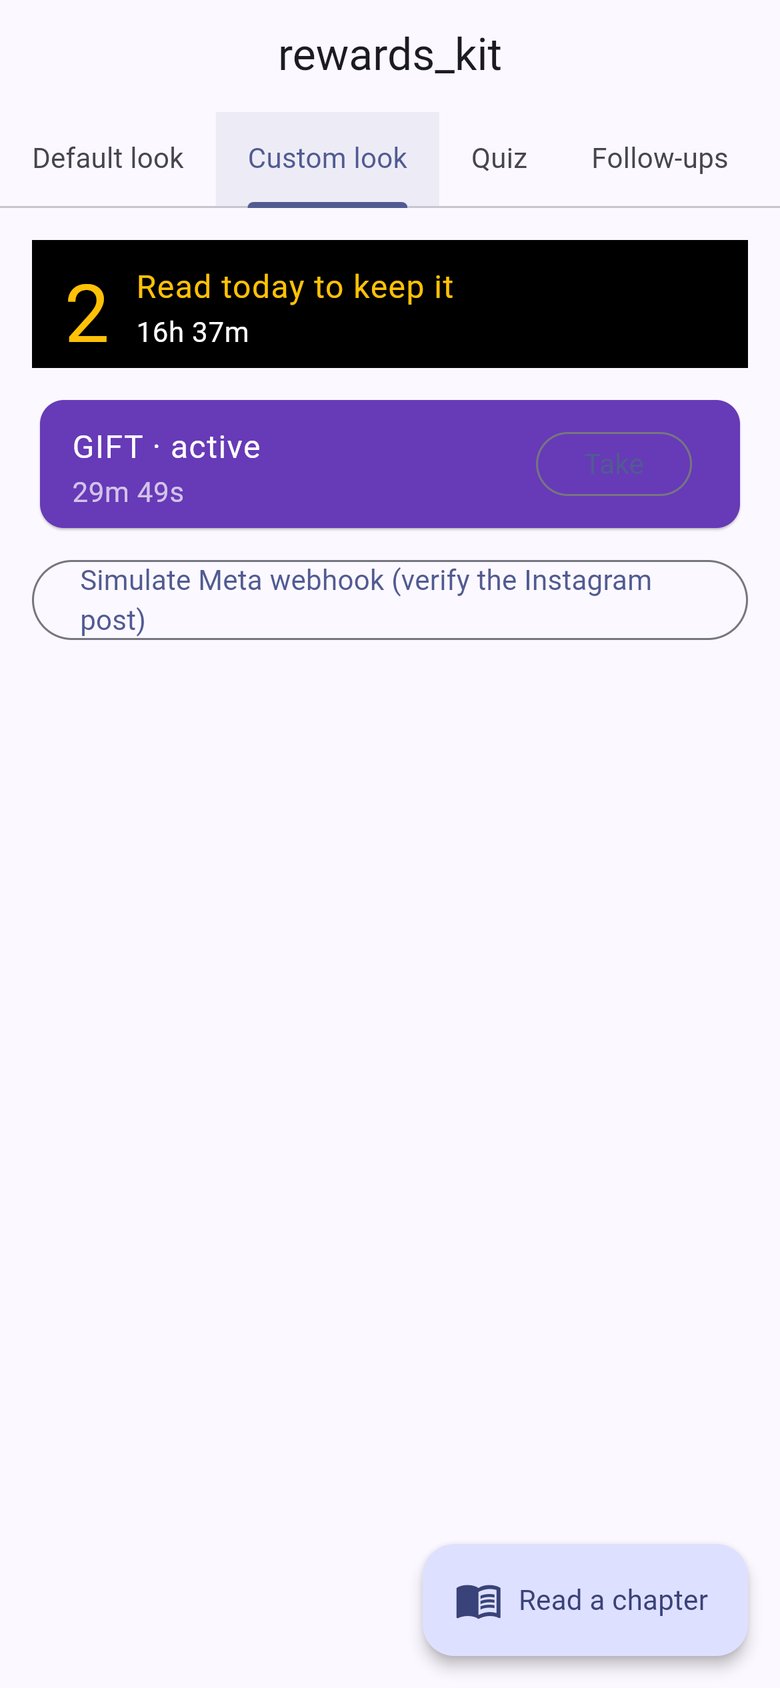 rewards_kit
Default look
Custom look
Quiz
Follow-ups
2
Read today to keep it
16h 37m
GIFT · active
29m 49s
Take
Simulate Meta webhook (verify the Instagram
post)
Read a chapter